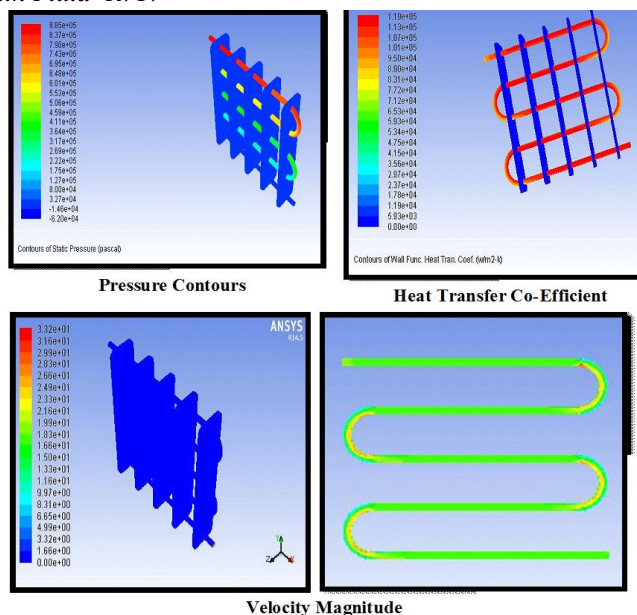 8.85e+05
8.37e+05
7.90e+05
7.43e+05
6.95e+05
6.48e+05
6.01e+05
5.53e+05
5.06e+05
4.59e+05
4.11e+05
3.64e+05
3.17e+05
2.69e+05
2.22e+05
1.75e+05
1.27e+05
8.00e+04
3.27e+04
-1.46e+04
-6.20e+04
Contours of Static Pressure (pascal)
Pressure Contours
1.19e+05
1.13e+05
1.07e+05
1.01e+05
9.50e+04
8.90e+04
8.31e+04
7.72e+04
7.12e+04
6.53e+04
5.93e+04
5.34e+04
4.75e+04
4.15e+04
3.56e+04
2.97e+04
2.37e+04
1.78e+04
1.19e+04
5.93e+03
0.00e+00
Contours of Wall Func. Heat Tran. Coef. (w/m2-k)
Heat Transfer Co-Efficient
3.32e+01
3.16e+01
2.99e+01
2.83e+01
2.66e+01
2.49e+01
2.33e+01
2.16e+01
2.00e+01
1.83e+01
1.66e+01
1.50e+01
1.33e+01
1.16e+01
9.97e+00
8.31e+00
6.65e+00
4.99e+00
3.32e+00
1.66e+00
0.00e+00
ANSYS
R14.5
Y
Z X
Velocity Magnitude